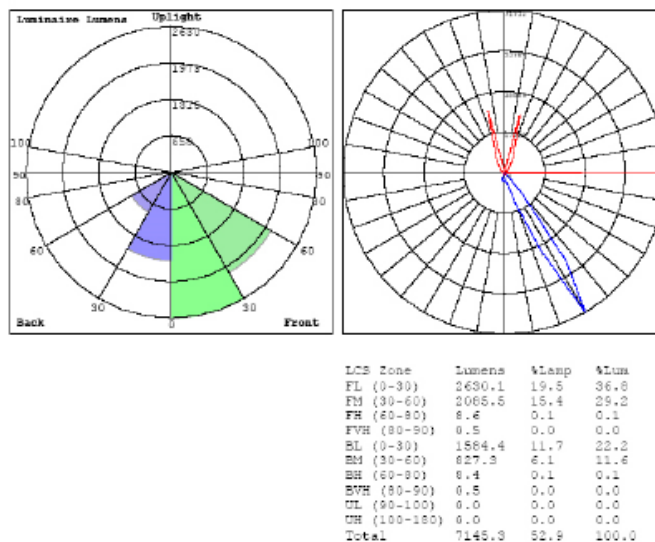 Luminaire Lumens
Uplight
2630
1973
658
100
100
90
90
80
80
60
60
30
30
0
Back
Front
LCS Zone Lumens %Lamp %Lum
FL (0-30) 2630.1 19.5 36.8
FM (30-60) 2085.5 15.4 29.2
FH (60-80) 8.6 0.1 0.1
FVH (80-90) 0.5 0.0 0.0
BL (0-30) 1584.4 11.7 22.2
BM (30-60) 827.3 6.1 11.6
BH (60-80) 8.4 0.1 0.1
BVH (80-90) 0.5 0.0 0.0
UL (90-100) 0.0 0.0 0.0
UH (100-180) 0.0 0.0 0.0
Total 7145.3 52.9 100.0